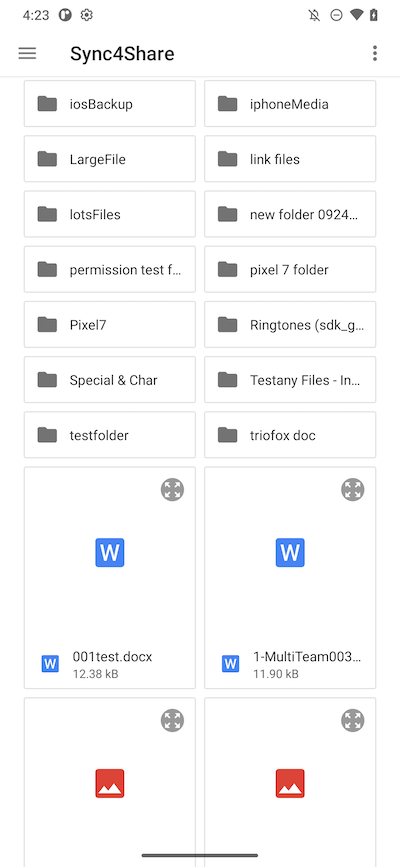 4:23
Sync4Share
iosBackup
iphoneMedia
LargeFile
link files
lotsFiles
new folder 0924...
permission test f...
pixel 7 folder
Pixel7
Ringtones (sdk_g...
Special & Char
Testany Files - In...
testfolder
triofox doc
W
W
W 001test.docx
12.38 kB
W 1-MultiTeam003...
11.90 kB